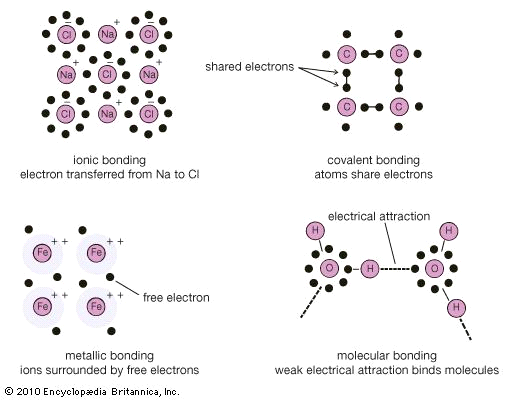 Cl − Na + Cl −
Na + Cl − Na +
Cl − Na + Cl −
ionic bonding
electron transferred from Na to Cl
C C
shared electrons
C C
covalent bonding
atoms share electrons
Fe ++ Fe ++
free electron
Fe ++ Fe ++
metallic bonding
ions surrounded by free electrons
H electrical attraction H
O H O
H
molecular bonding
weak electrical attraction binds molecules
© 2010 Encyclopædia Britannica, Inc.